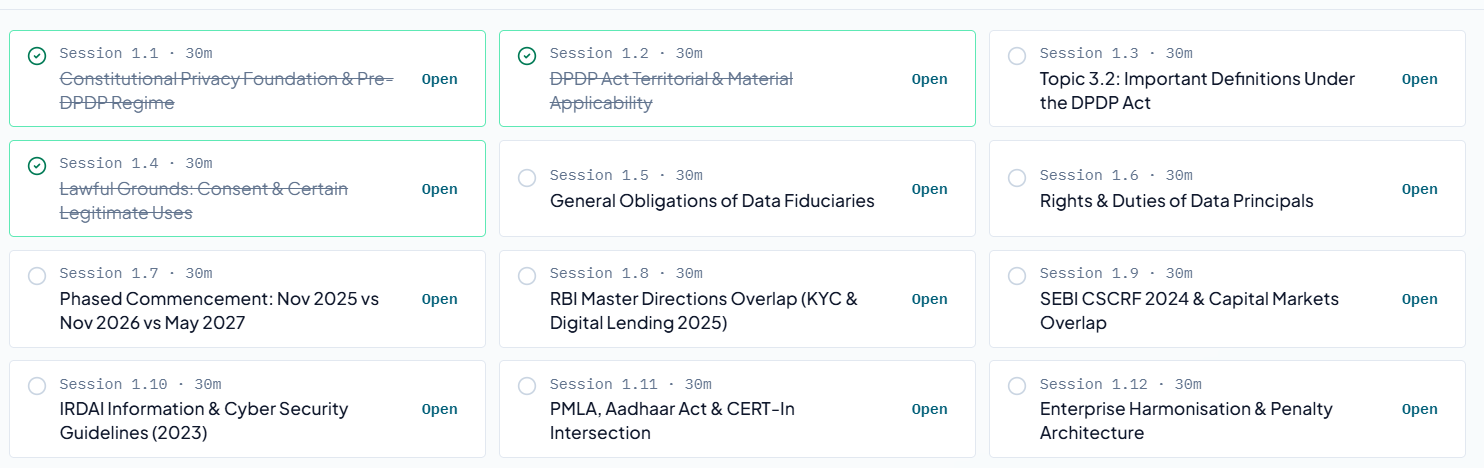 Session 1.1 · 30m
Constitutional Privacy Foundation & Pre-
DPDP Regime
Open
Session 1.2 · 30m
DPDP Act Territorial & Material
Applicability
Open
Session 1.3 · 30m
Topic 3.2: Important Definitions Under
the DPDP Act
Open
Session 1.4 · 30m
Lawful Grounds: Consent & Certain
Legitimate Uses
Open
Session 1.5 · 30m
General Obligations of Data Fiduciaries
Open
Session 1.6 · 30m
Rights & Duties of Data Principals
Open
Session 1.7 · 30m
Phased Commencement: Nov 2025 vs
Nov 2026 vs May 2027
Open
Session 1.8 · 30m
RBI Master Directions Overlap (KYC &
Digital Lending 2025)
Open
Session 1.9 · 30m
SEBI CSCRF 2024 & Capital Markets
Overlap
Open
Session 1.10 · 30m
IRDAI Information & Cyber Security
Guidelines (2023)
Open
Session 1.11 · 30m
PMLA, Aadhaar Act & CERT-In
Intersection
Open
Session 1.12 · 30m
Enterprise Harmonisation & Penalty
Architecture
Open